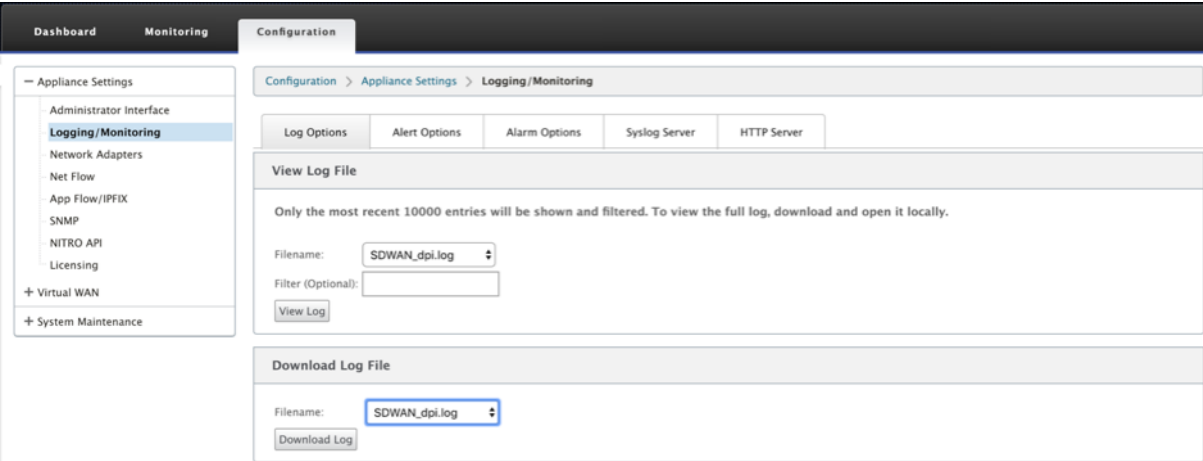 Dashboard Monitoring Configuration
— Appliance Settings
Administrator Interface
Logging/Monitoring
Network Adapters
Net Flow
App Flow/IPFIX
SNMP
NITRO API
Licensing
+ Virtual WAN
+ System Maintenance
Configuration > Appliance Settings > Logging/Monitoring
Log Options Alert Options Alarm Options Syslog Server HTTP Server
View Log File
Only the most recent 10000 entries will be shown and filtered. To view the full log, download and open it locally.
Filename: SDWAN_dpi.log
Filter (Optional):
View Log
Download Log File
Filename: SDWAN_dpi.log
Download Log